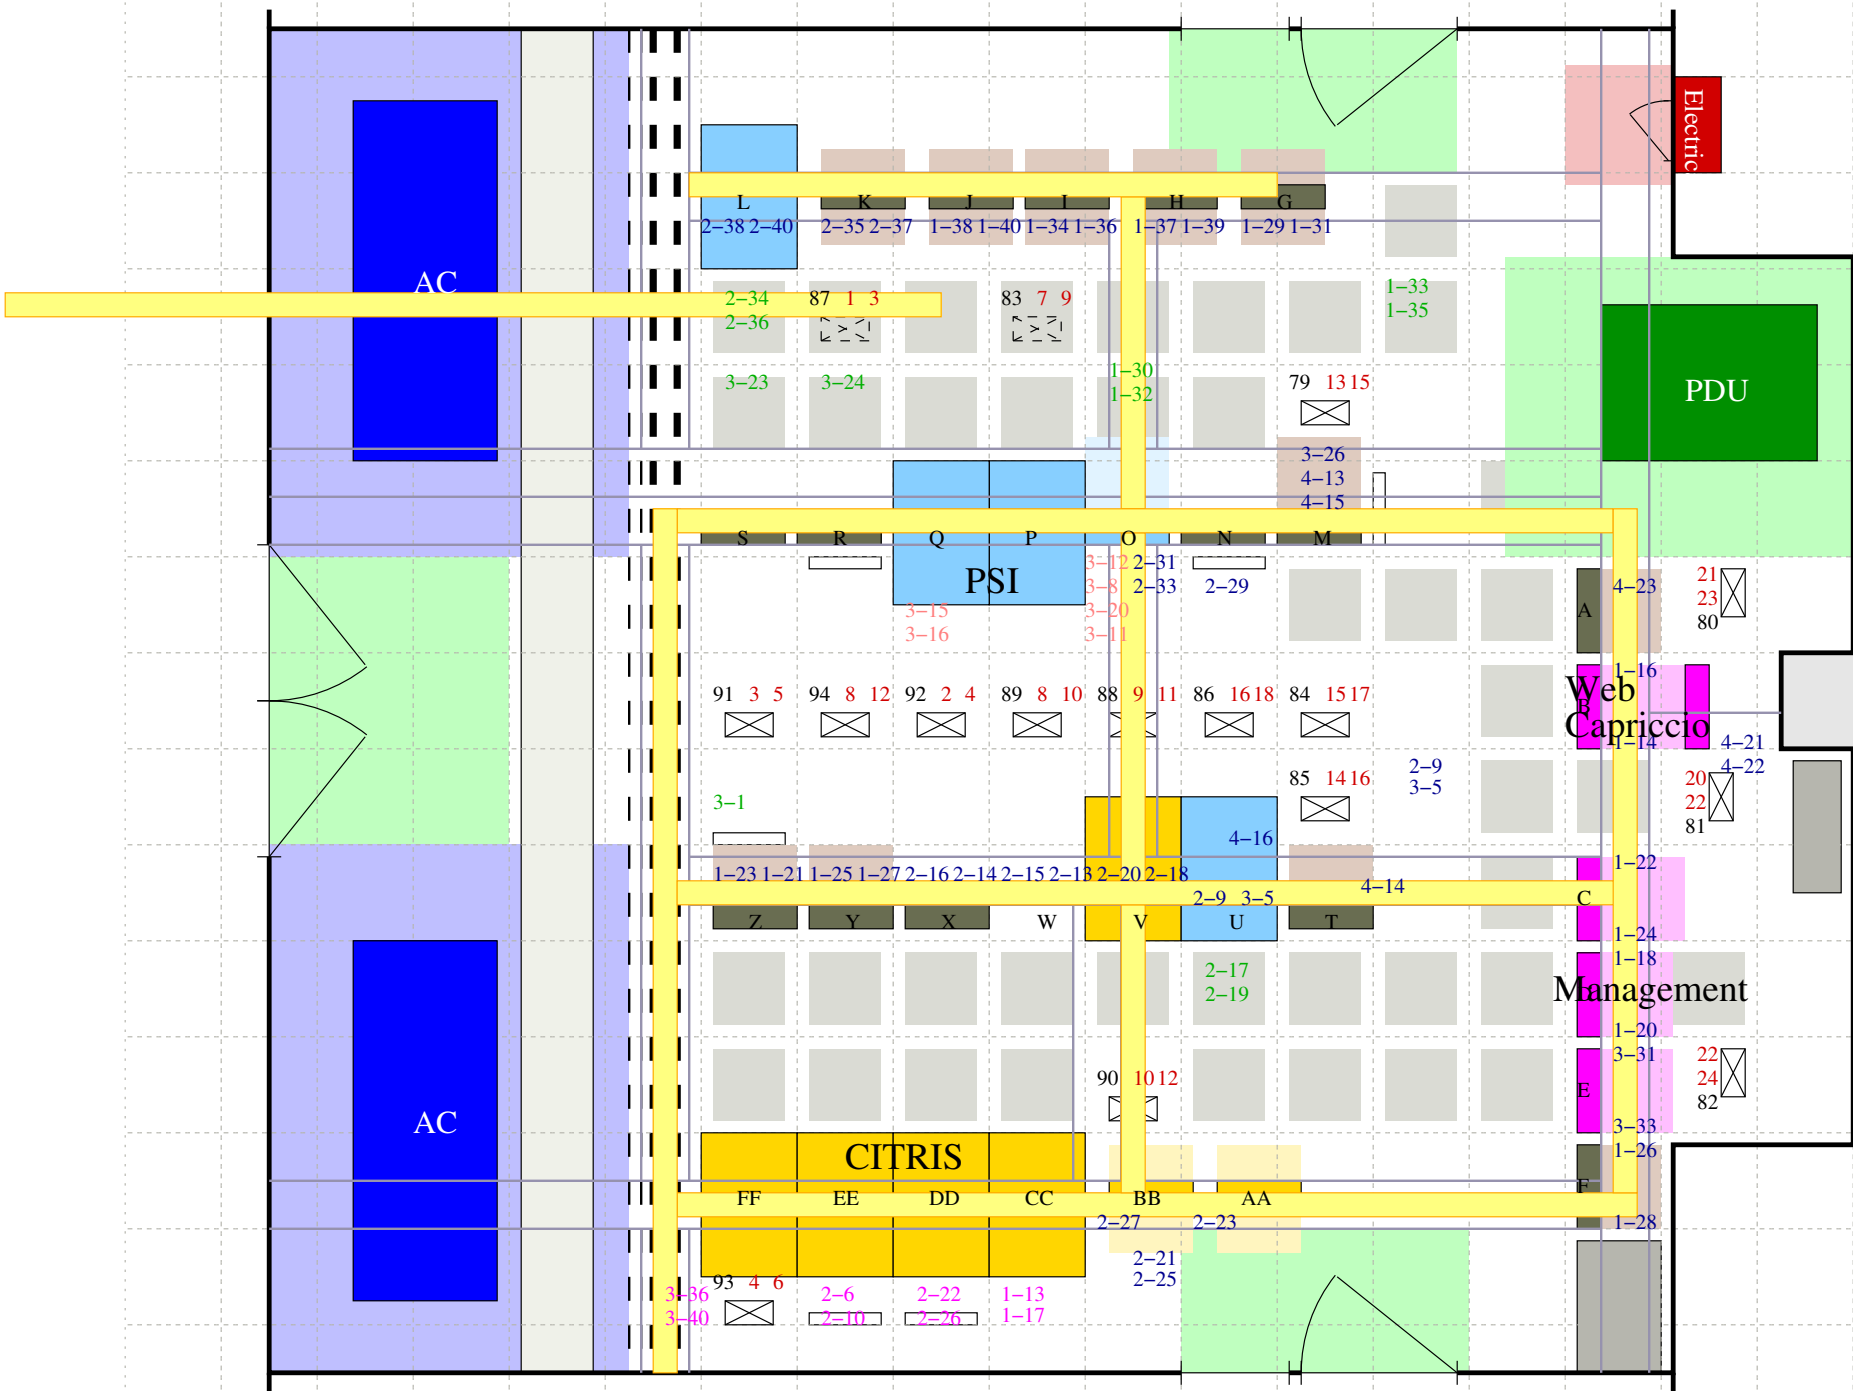 Electric
L K J I H G
2–38 2–40 2–35 2–37 1–38 1–40 1–34 1–36 1–37 1–39 1–29 1–31
AC
2–34 87 1 3 83 7 9 1–33
2–36 1–35
3–23 3–24 1–30 79 13 15 PDU
1–32
3–26
4–13
4–15
S R Q P O N M
3–12 2–31
PSI 3–8 2–33 2–29 4–23 21
23
3–15 3–20 A 80
3–16 3–11
1–16
91 3 5 94 8 12 92 2 4 89 8 10 88 9 11 86 16 18 84 15 17 Web
B
Capriccio
1–14 4–21
2–9 4–22
85 14 16 3–5 20
3–1 22
81
4–16
1–22
1–23 1–21 1–25 1–27 2–16 2–14 2–15 2–13 2–20 2–18
4–14
2–9 3–5 C
Z Y X W V U T
1–24
1–18
2–17
2–19 D
Management
1–20
3–31 22
90 10 12 24
E 82
3–33
AC
CITRIS 1–26
F
FF EE DD CC BB AA
2–27 2–23 1–28
2–21
2–25
93 4 6
3–36 2–6 2–22 1–13
3–40 2–10 2–26 1–17